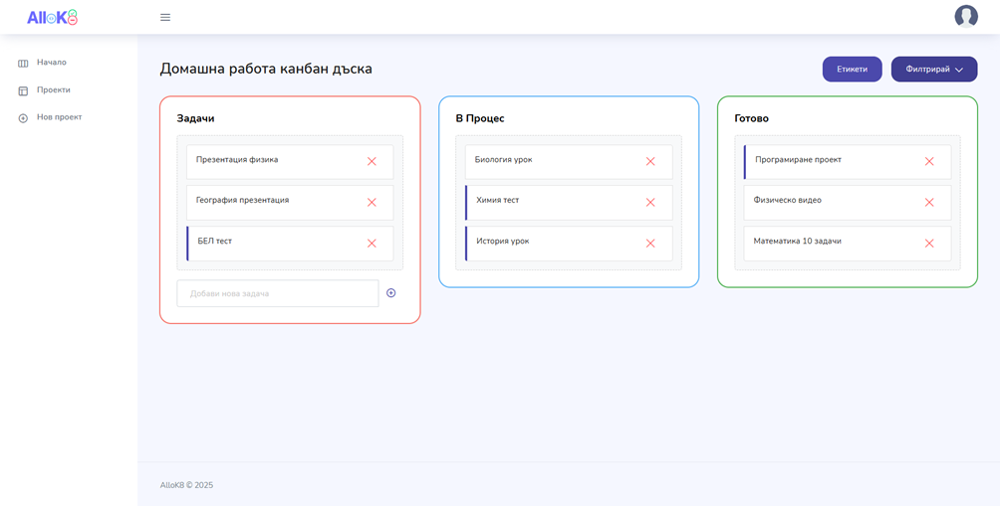 AlloK8
Начало
Проекти
Нов проект
Домашна работа канбан дъска
Етикети
Филтрирай
Задачи
Презентация физика
География презентация
БЕЛ тест
Добави нова задача
В Процес
Биология урок
Химия тест
История урок
Готово
Програмиране проект
Физическо видео
Математика 10 задачи
AlloK8 © 2025